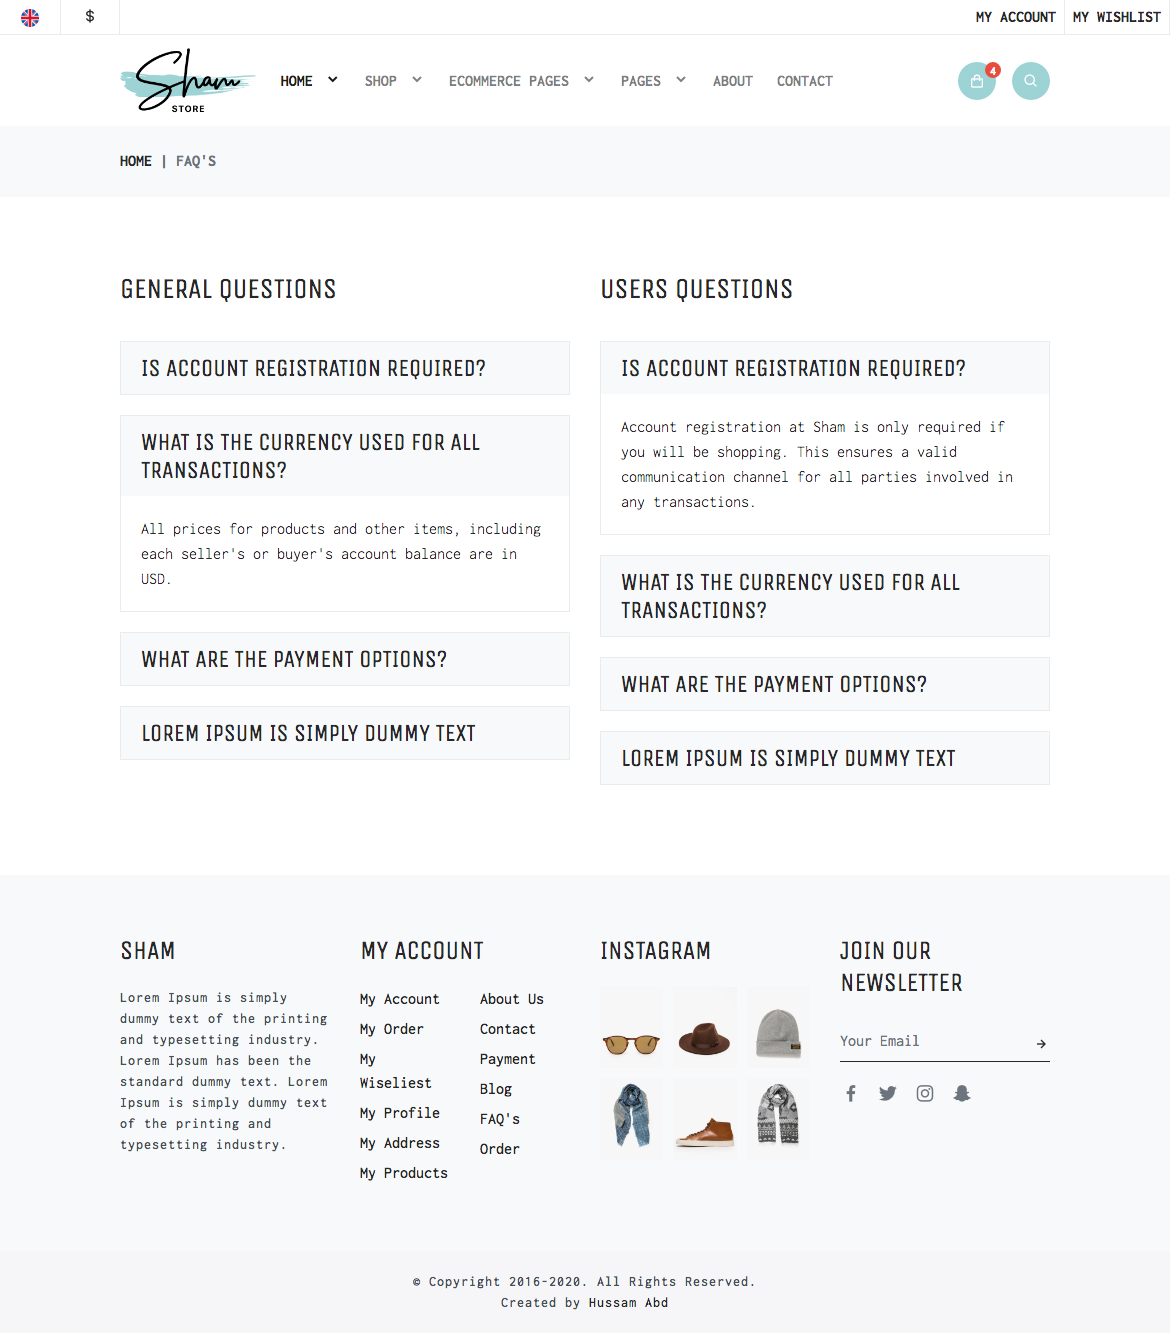 $
MY ACCOUNT
MY WISHLIST
Sham
STORE
HOME
SHOP
ECOMMERCE PAGES
PAGES
ABOUT
CONTACT
4
HOME | FAQ'S
GENERAL QUESTIONS
IS ACCOUNT REGISTRATION REQUIRED?
WHAT IS THE CURRENCY USED FOR ALL
TRANSACTIONS?
All prices for products and other items, including
each seller's or buyer's account balance are in
USD.
WHAT ARE THE PAYMENT OPTIONS?
LOREM IPSUM IS SIMPLY DUMMY TEXT
USERS QUESTIONS
IS ACCOUNT REGISTRATION REQUIRED?
Account registration at Sham is only required if
you will be shopping. This ensures a valid
communication channel for all parties involved in
any transactions.
WHAT IS THE CURRENCY USED FOR ALL
TRANSACTIONS?
WHAT ARE THE PAYMENT OPTIONS?
LOREM IPSUM IS SIMPLY DUMMY TEXT
SHAM
Lorem Ipsum is simply
dummy text of the printing
and typesetting industry.
Lorem Ipsum has been the
standard dummy text. Lorem
Ipsum is simply dummy text
of the printing and
typesetting industry.
MY ACCOUNT
My Account
My Order
My
Wiseliest
My Profile
My Address
My Products
About Us
Contact
Payment
Blog
FAQ's
Order
INSTAGRAM
JOIN OUR
NEWSLETTER
Your Email
© Copyright 2016-2020. All Rights Reserved.
Created by Hussam Abd